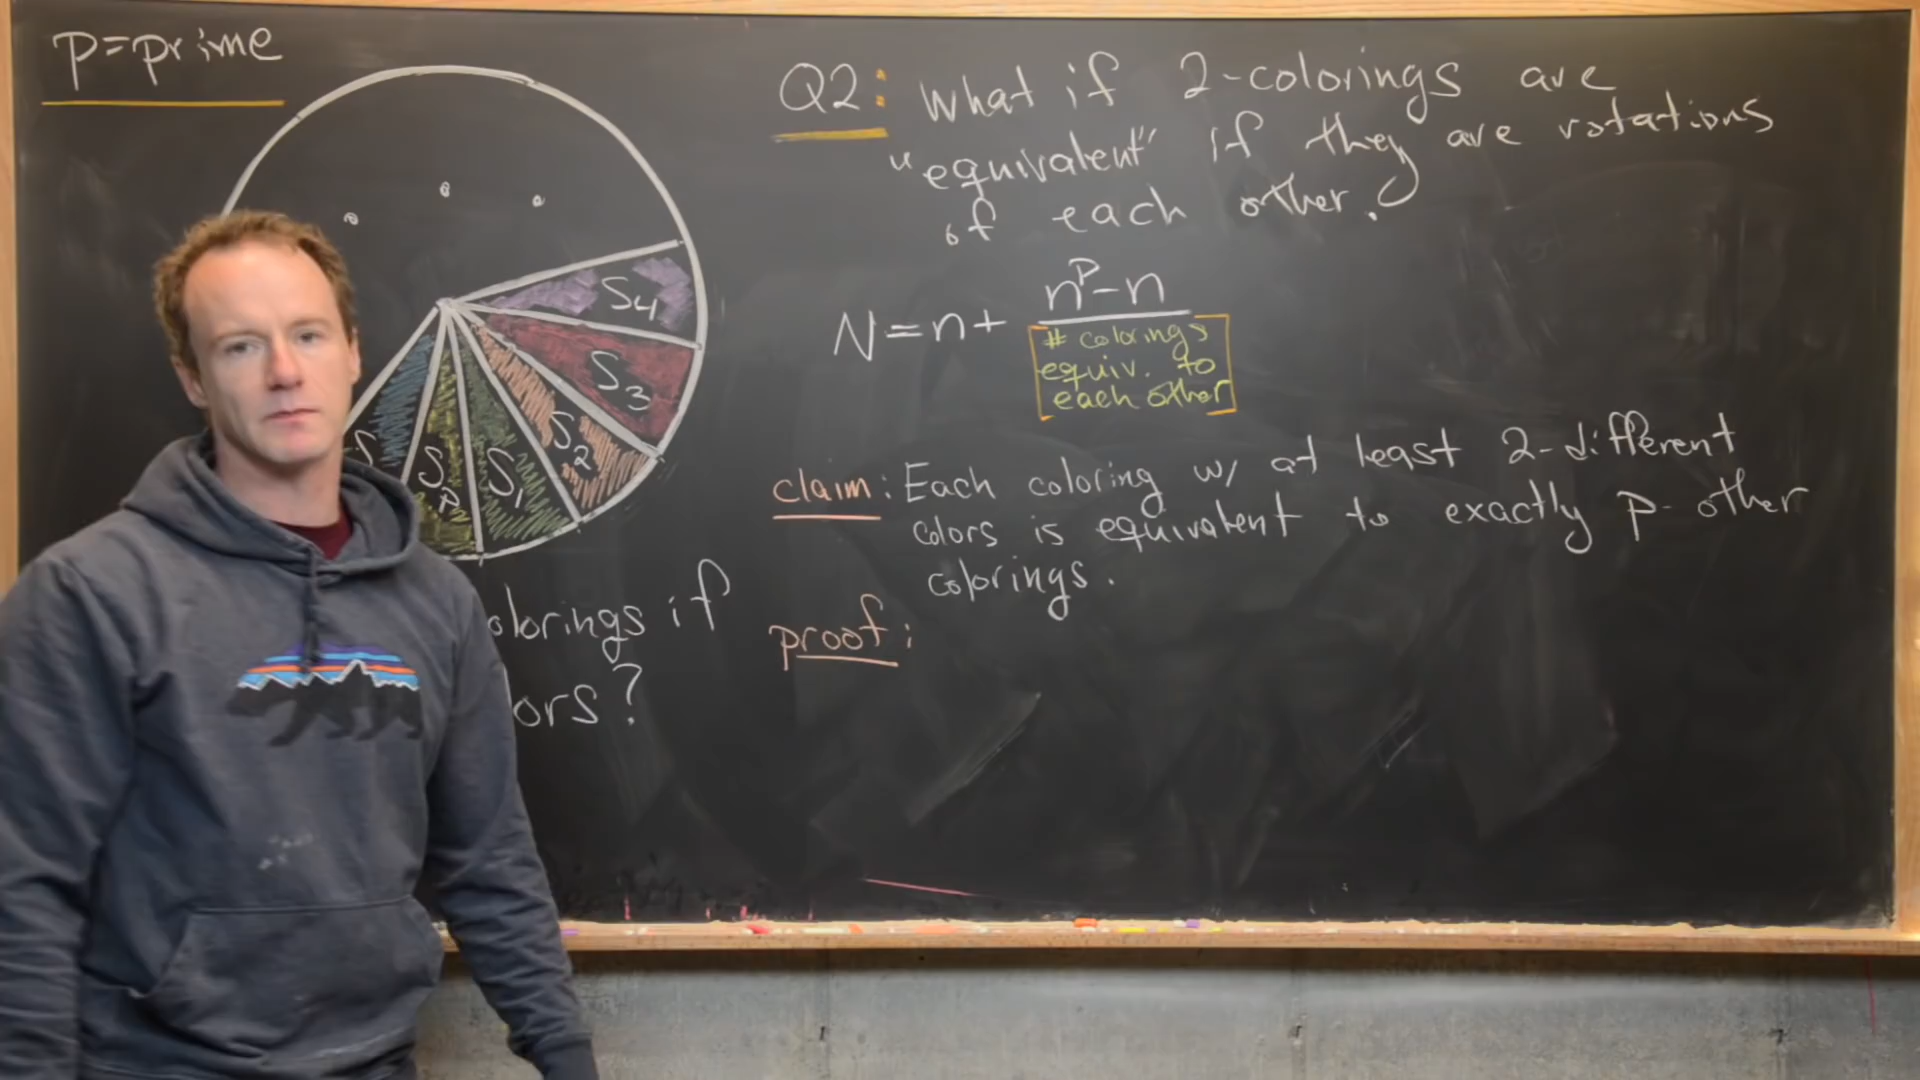 p=prime
S4
S3
S2
S1
Sp
olorings if
ors?
Q2: What if 2-colorings are
"equivalent" if they are rotations
of each other.
N=n+ n^p-n
# colorings
equiv. to
each other
claim: Each coloring w/ at least 2-different
colors is equivalent to exactly p- other
colorings.
proof: